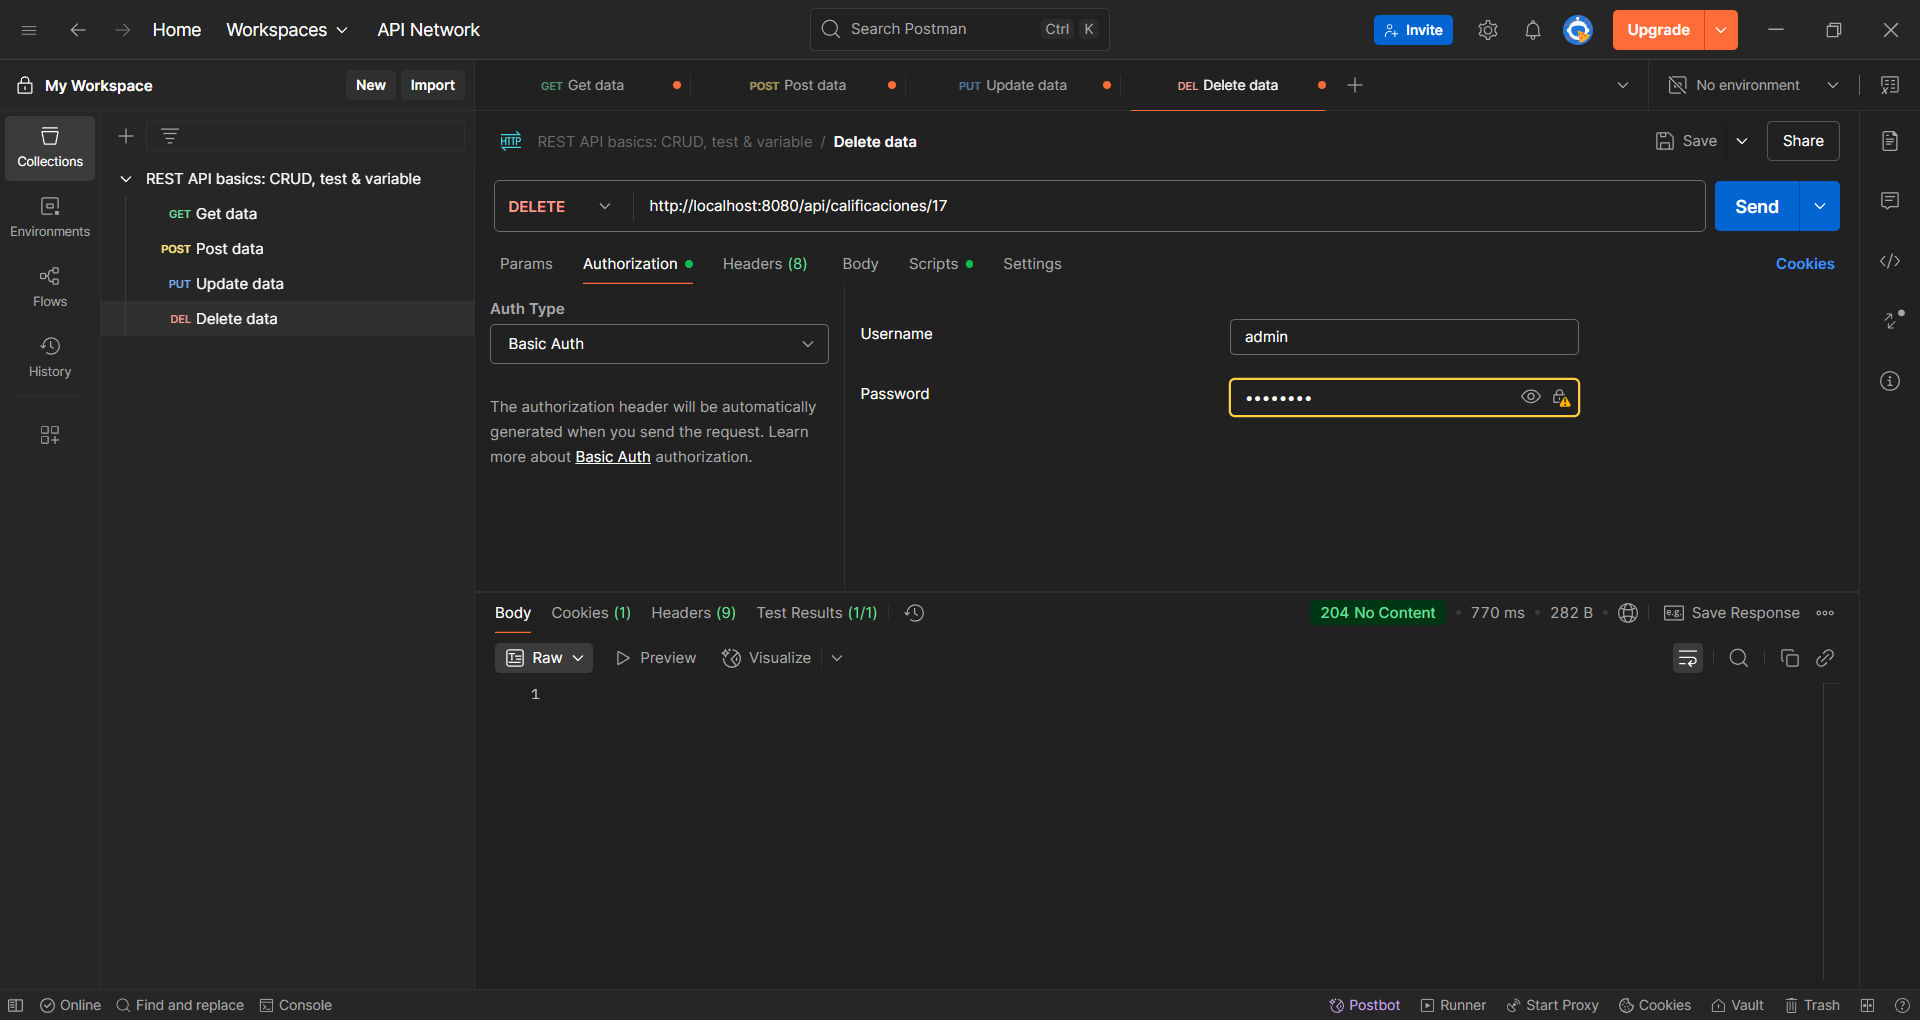 Home Workspaces API Network
Search Postman Ctrl K
Invite Upgrade
My Workspace New Import
GET Get data POST Post data PUT Update data DEL Delete data
No environment
Collections
Environments
Flows
History
REST API basics: CRUD, test & variable
GET Get data
POST Post data
PUT Update data
DEL Delete data
HTTP REST API basics: CRUD, test & variable / Delete data
Save Share
DELETE http://localhost:8080/api/calificaciones/17 Send
Params Authorization Headers (8) Body Scripts Settings Cookies
Auth Type
Basic Auth
The authorization header will be automatically
generated when you send the request. Learn
more about Basic Auth authorization.
Username admin
Password ••••••••
Body Cookies (1) Headers (9) Test Results (1/1) 204 No Content • 770 ms • 282 B e.g. Save Response
Raw Preview Visualize
1
Online Find and replace Console Postbot Runner Start Proxy Cookies Vault Trash